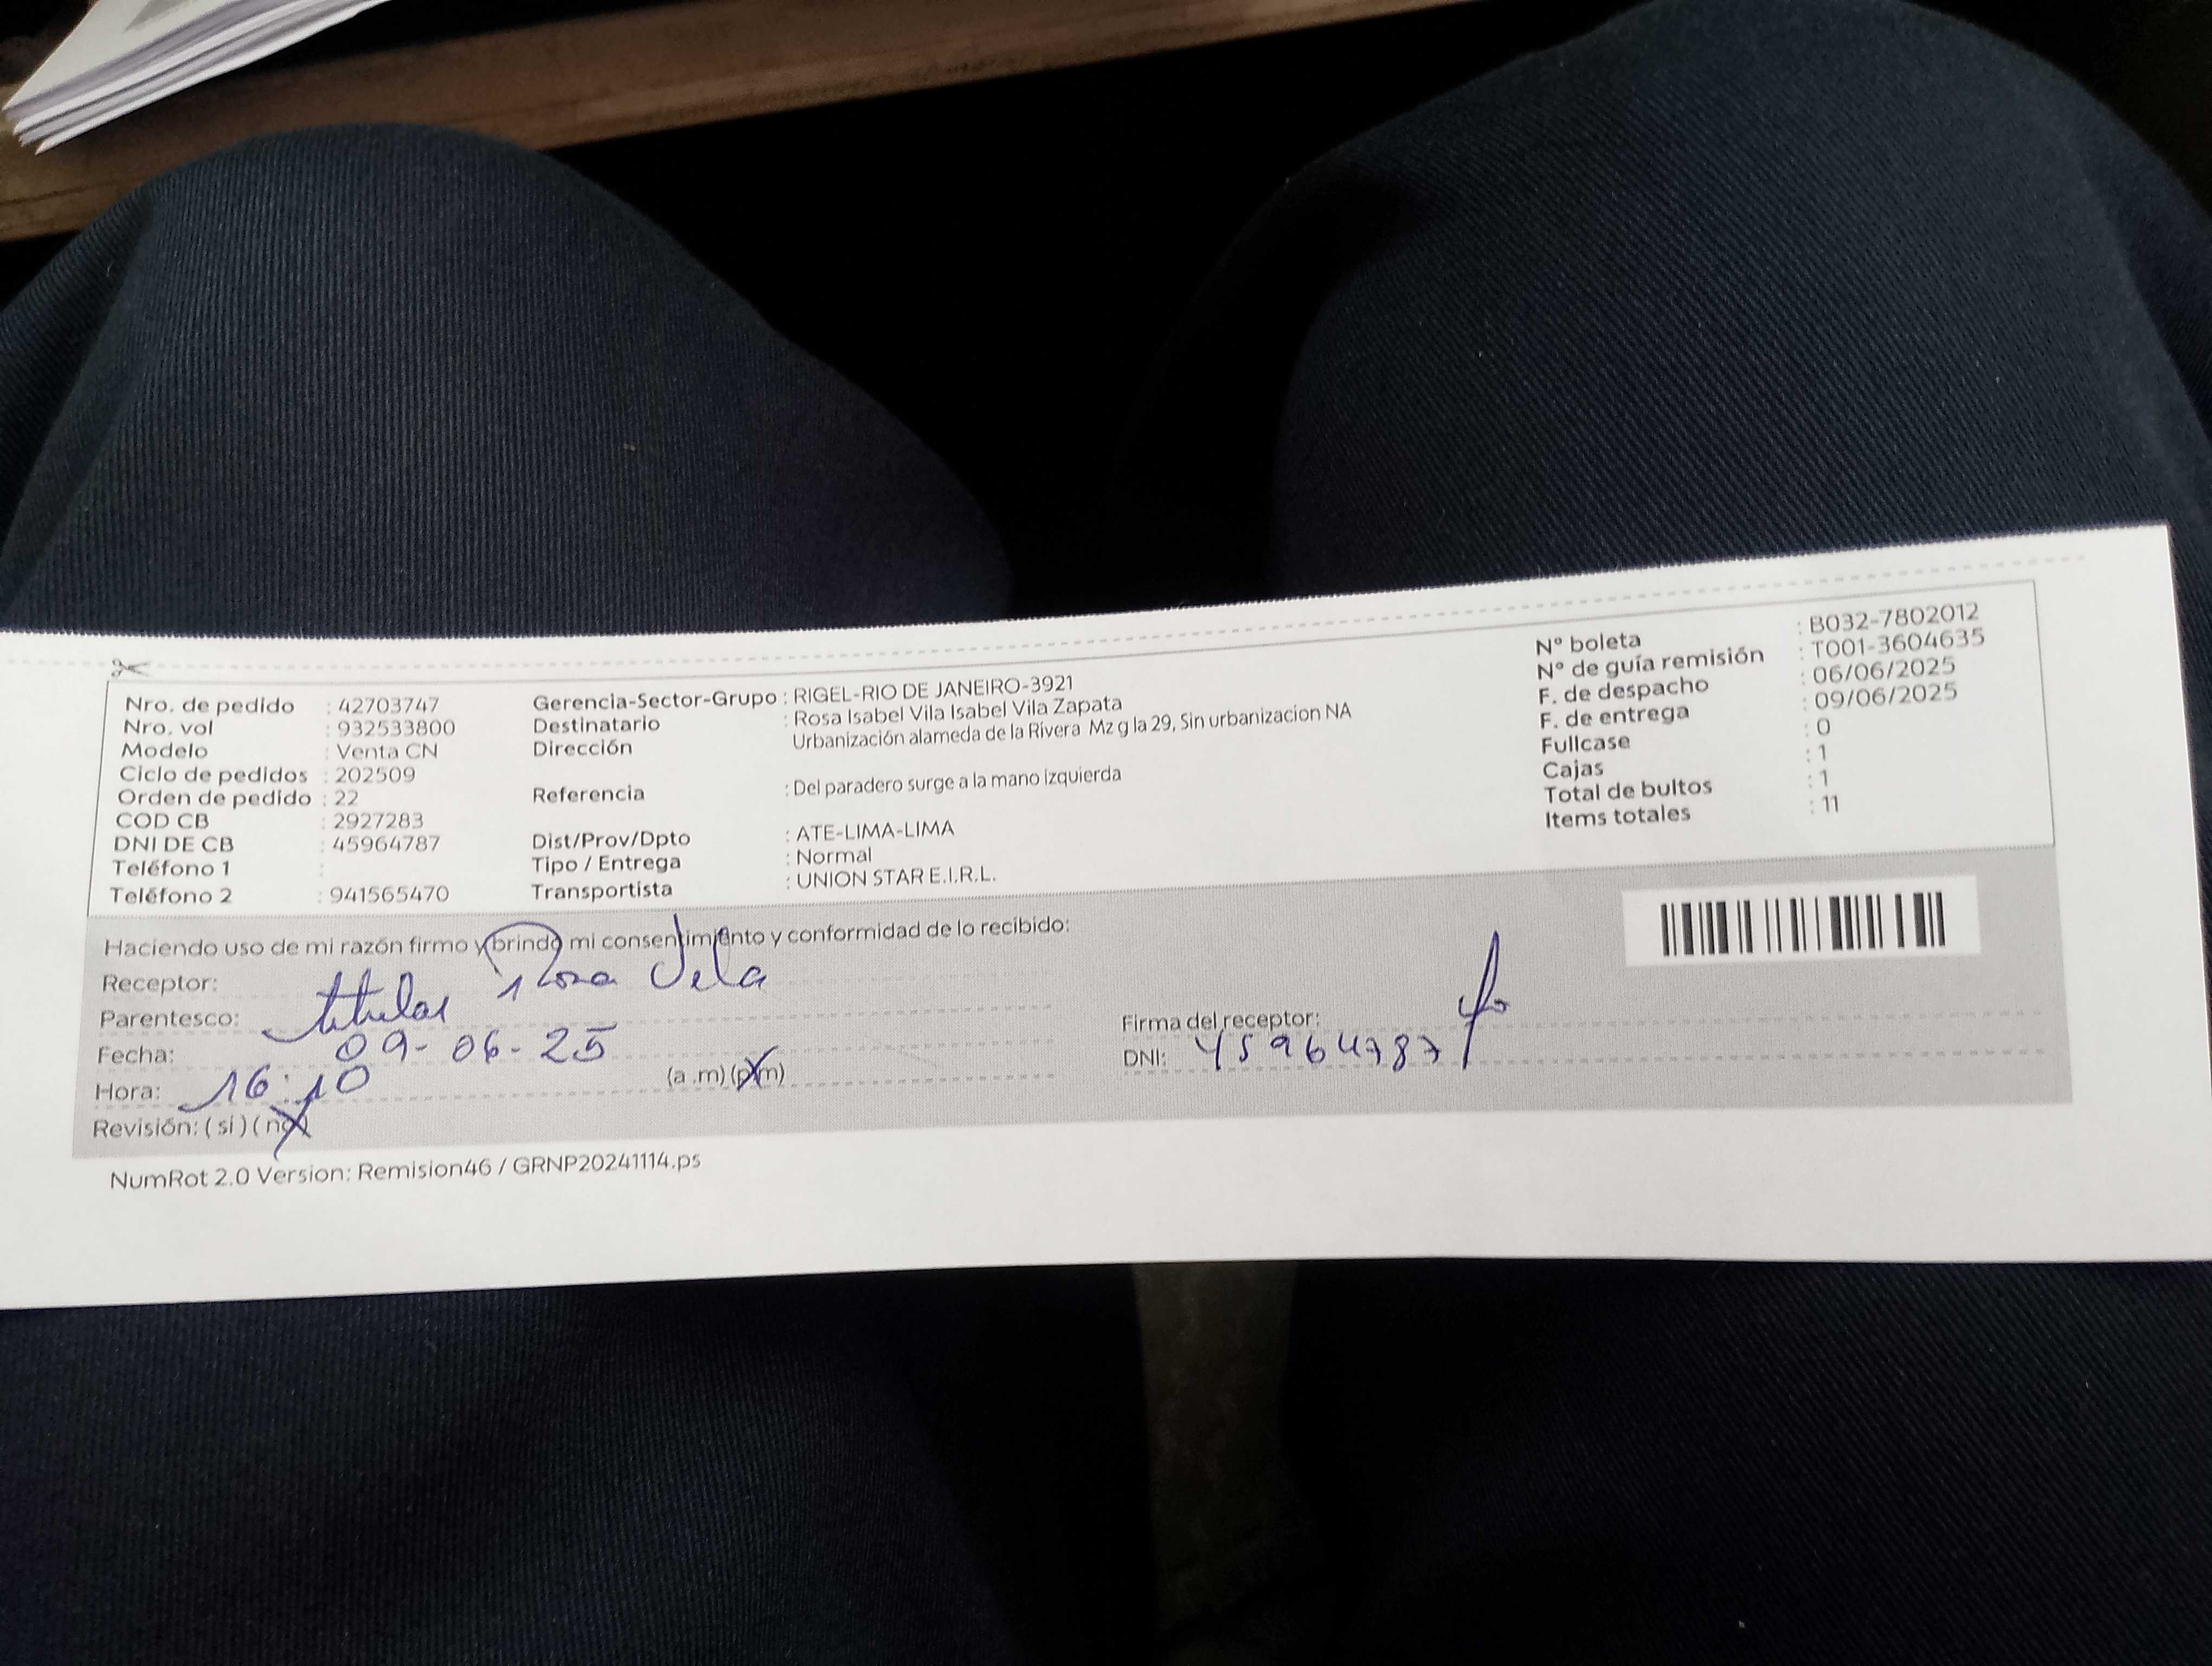 Nro. de pedido : 42703747
Nro. vol : 932533800
Modelo : Venta CN
Ciclo de pedidos : 202509
Orden de pedido : 22
COD CB : 2927283
DNI DE CB : 45964787
Teléfono 1 :
Teléfono 2 : 941565470
Gerencia-Sector-Grupo : RIGEL-RIO DE JANEIRO-3921
Destinatario : Rosa Isabel Vila Isabel Vila Zapata
Dirección Urbanización alameda de la Rivera Mz g la 29, Sin urbanizacion NA
Referencia : Del paradero surge a la mano izquierda
Dist/Prov/Dpto : ATE-LIMA-LIMA
Tipo / Entrega : Normal
Transportista : UNION STAR E.I.R.L.
N° boleta : B032-7802012
N° de guía remisión : T001-3604635
F. de despacho : 06/06/2025
F. de entrega : 09/06/2025
Fullcase : 0
Cajas : 1
Total de bultos : 1
Items totales : 11
Haciendo uso de mi razón firmo y brindo mi consentimiento y conformidad de lo recibido:
Receptor: Rosa Vela
Parentesco: titular
Fecha: 09-06-25
Hora: 16:10 (a .m) (p.m)
Revisión: ( si ) ( no )
Firma del receptor:
DNI: 45964787
NumRot 2.0 Version: Remision46 / GRNP20241114.ps